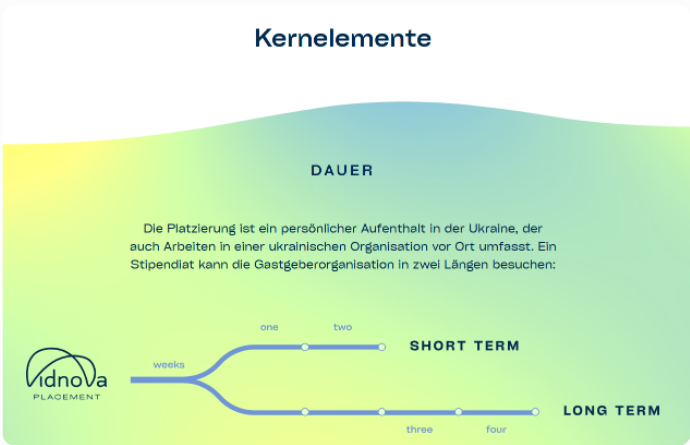 Kernelemente
DAUER
Die Platzierung ist ein persönlicher Aufenthalt in der Ukraine, der
auch Arbeiten in einer ukrainischen Organisation vor Ort umfasst. Ein
Stipendiat kann die Gastgeberorganisation in zwei Längen besuchen:
one two
SHORT TERM
weeks
VidnoVa
PLACEMENT
LONG TERM
three four